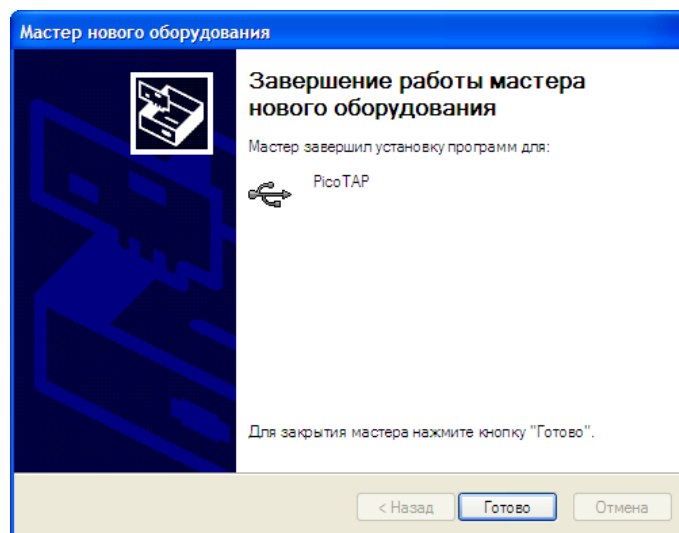 Мастер нового оборудования
Завершение работы мастера
нового оборудования
Мастер завершил установку программ для:
PicoTAP
Для закрытия мастера нажмите кнопку "Готово".
< Назад
Готово
Отмена